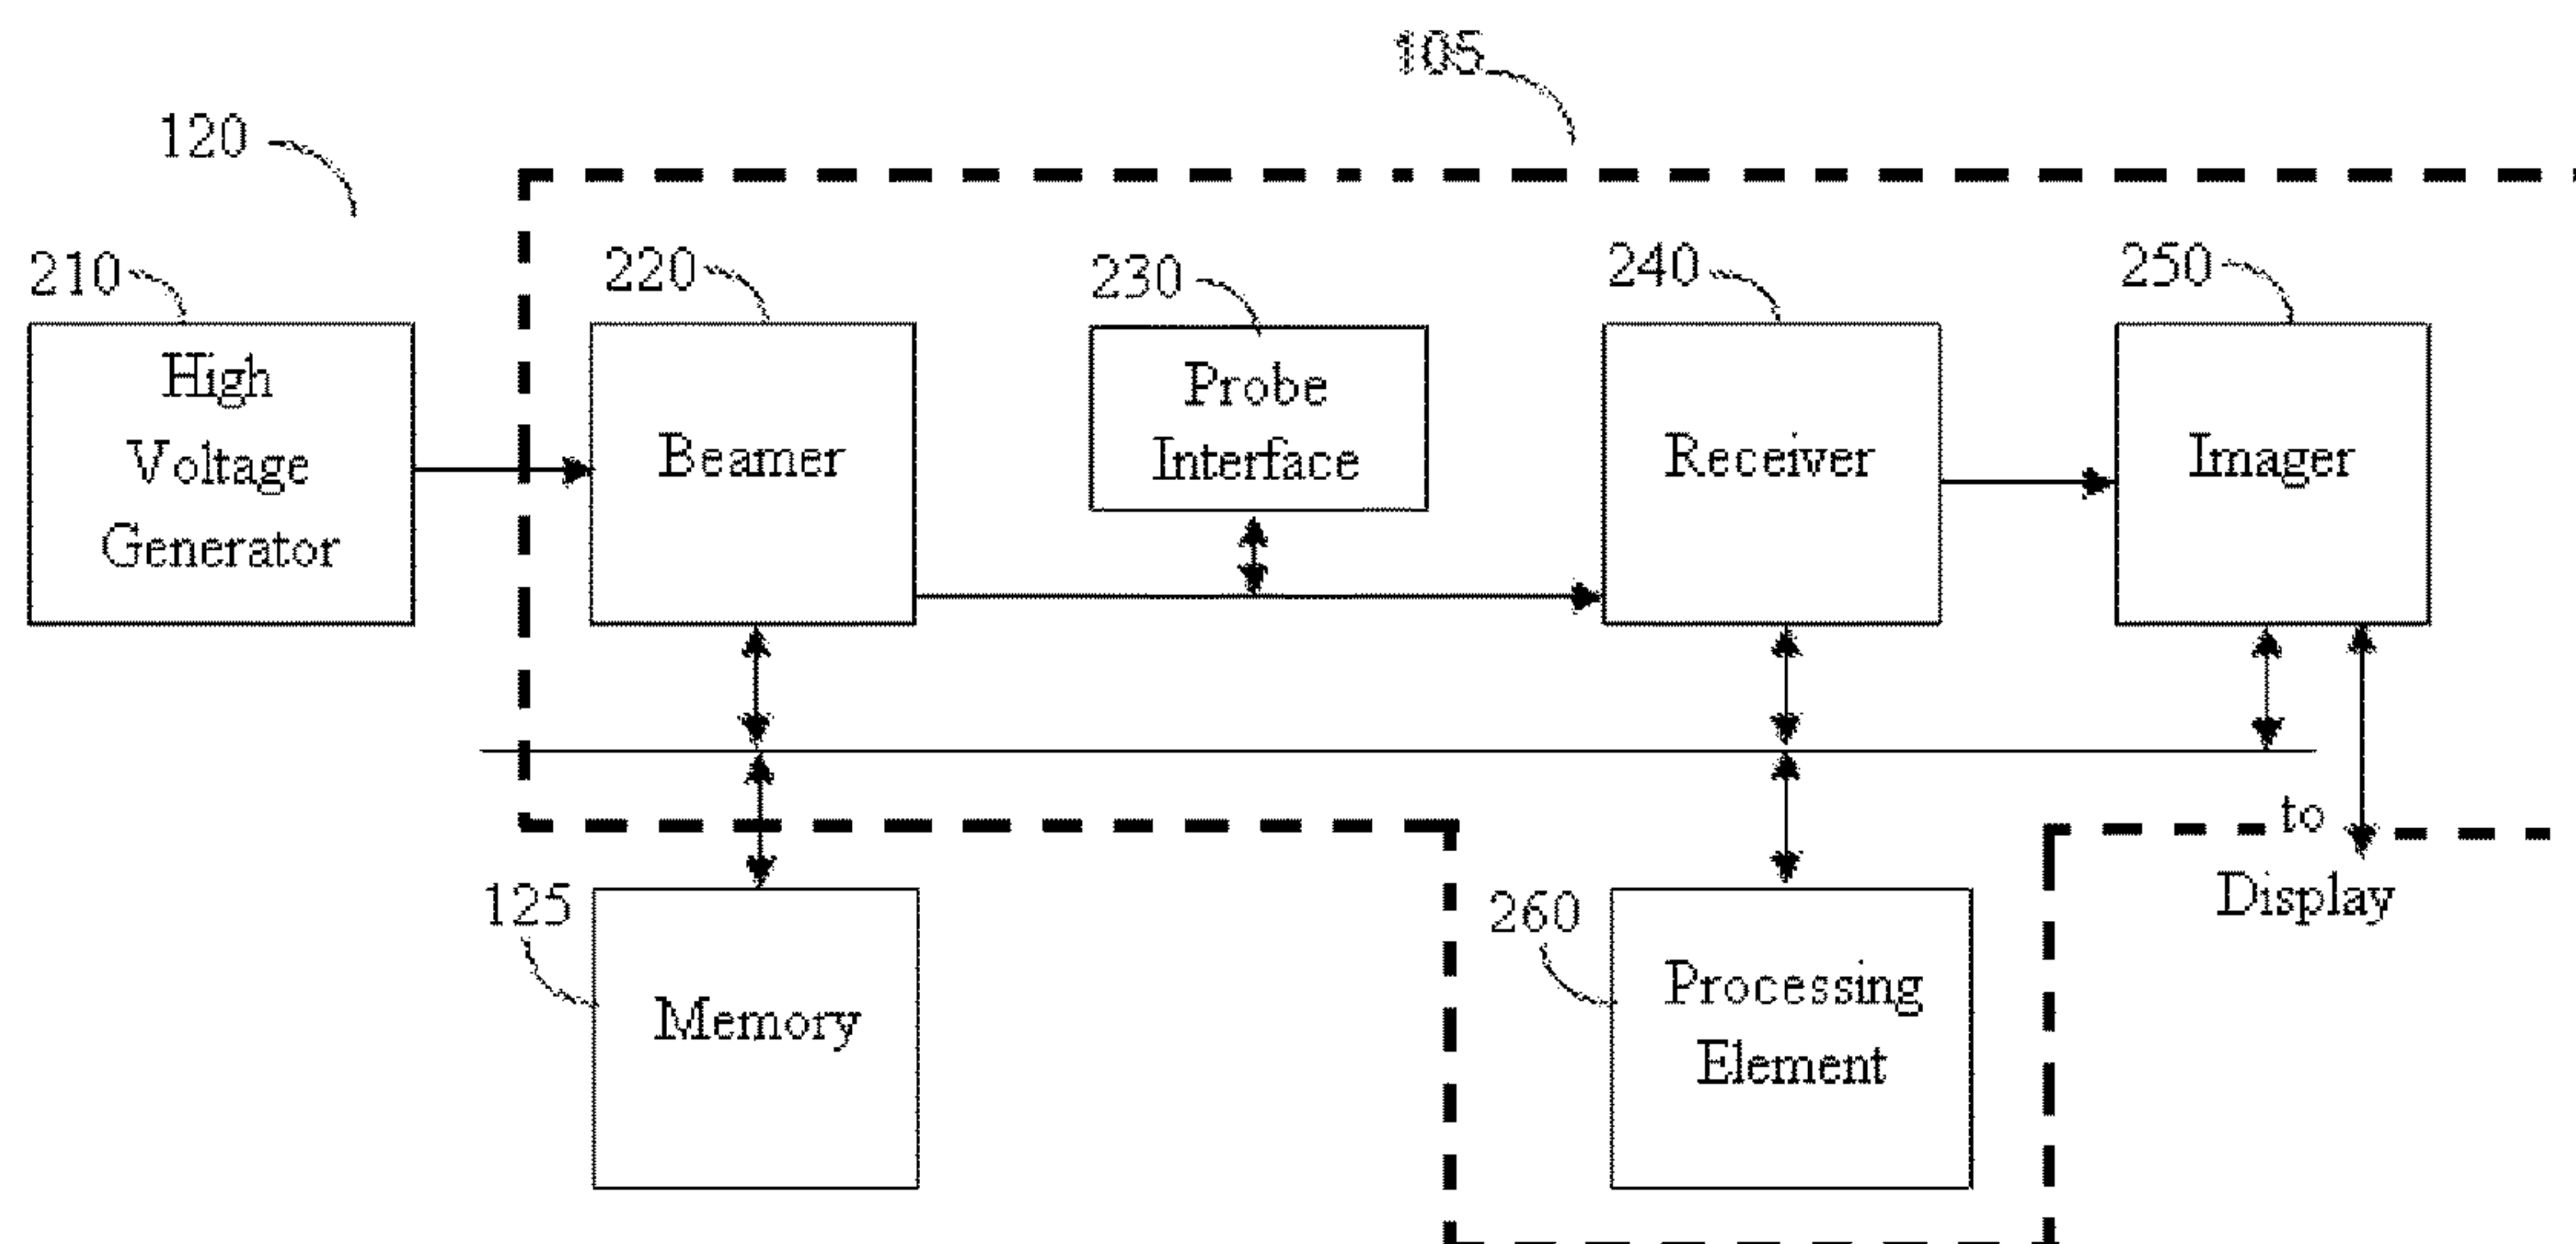 105
120
210
220
230
240
250
High
Voltage
Generator
Beamer
Probe
Interface
Receiver
Imager
to
Display
125
260
Memory
Processing
Element